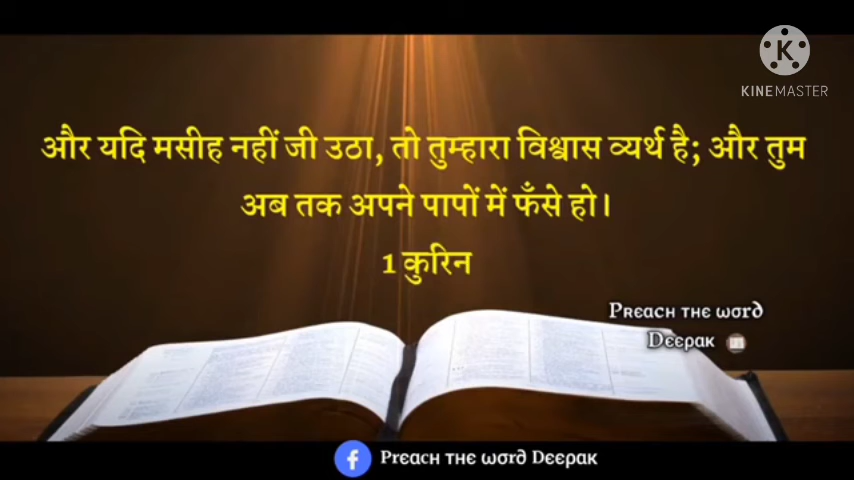 KINEMASTER
और यदि मसीह नहीं जी उठा, तो तुम्हारा विश्वास व्यर्थ है; और तुम
अब तक अपने पापों में फँसे हो।
1 कुरिन
Preach the word
Deepak
Preach the word Deepak